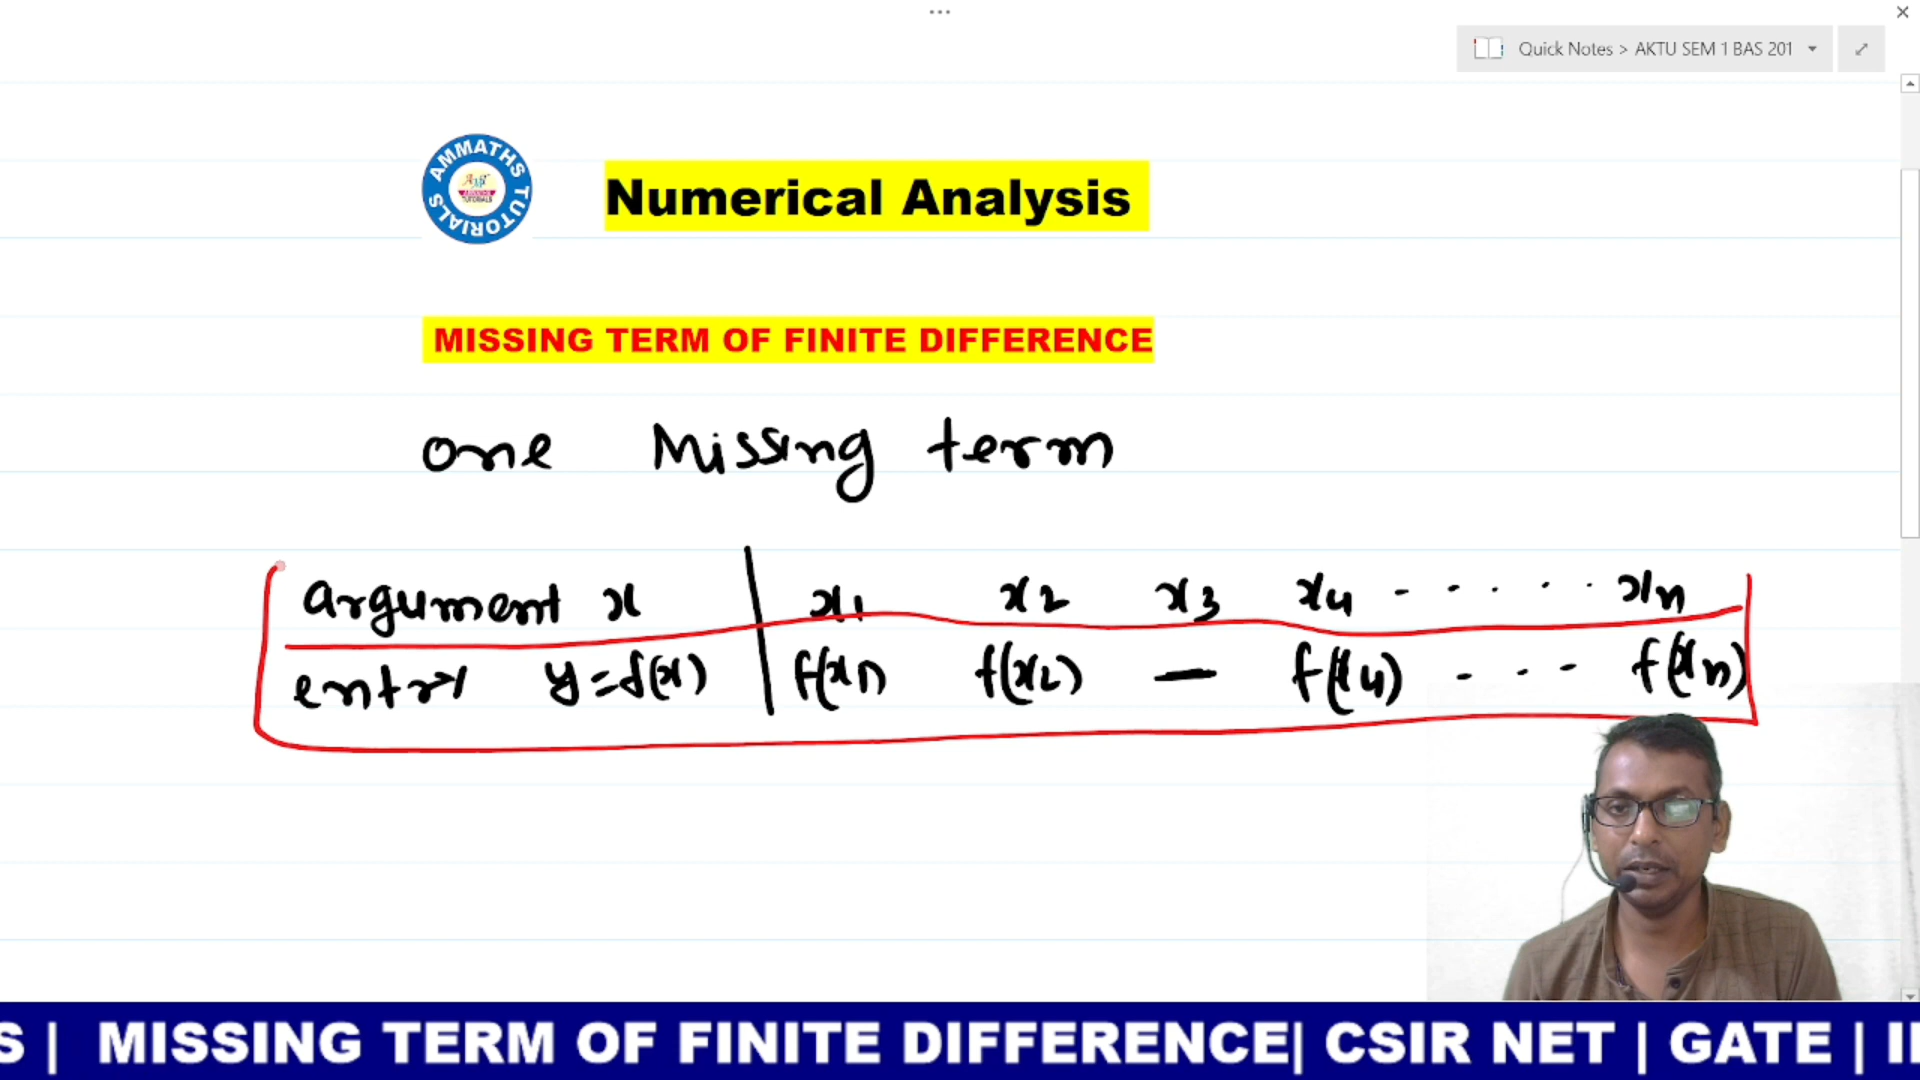 ...
Quick Notes > AKTU SEM 1 BAS 201
AMMATHS TUTORIALS
Numerical Analysis
MISSING TERM OF FINITE DIFFERENCE
one Missing term
argument x | x1 x2 x3 x4 - · · · · xn
entry y=f(x) | f(x1) f(x2) — f(x4) - · · - f(xn)
S | MISSING TERM OF FINITE DIFFERENCE| CSIR NET | GATE | II